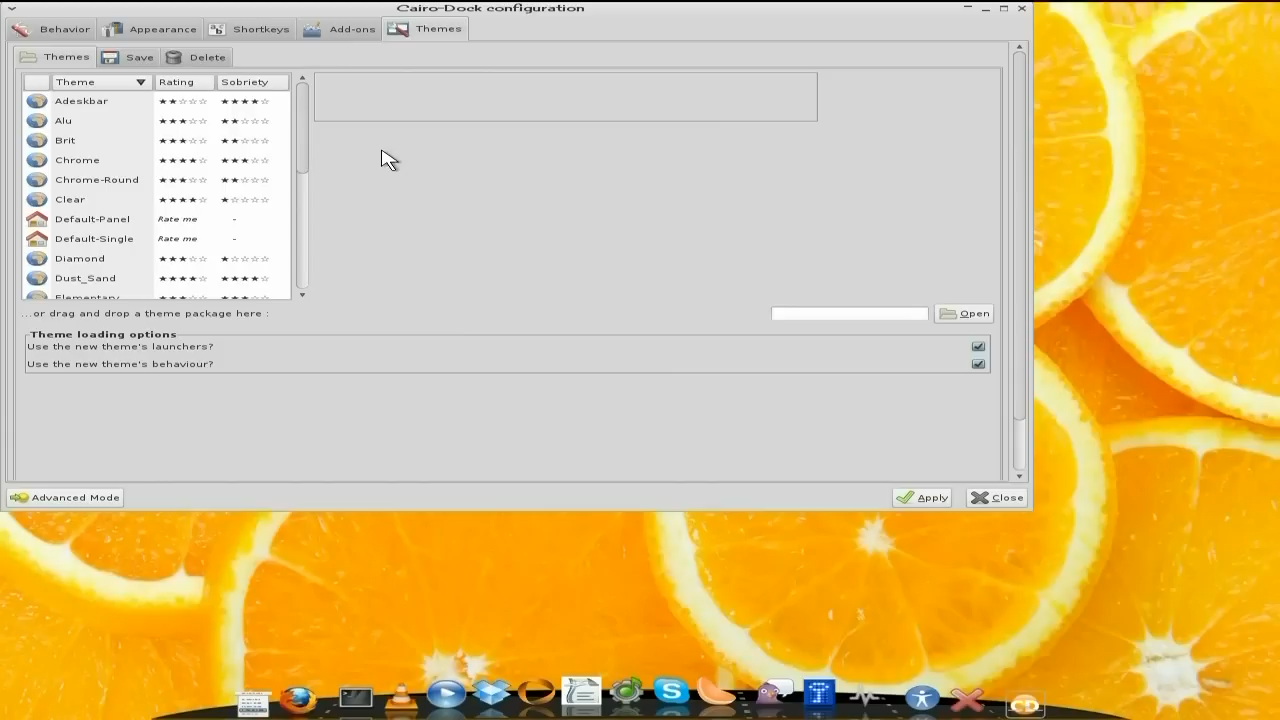 Cairo-Dock configuration
Behavior Appearance Shortkeys Add-ons Themes
Themes Save Delete
Theme Rating Sobriety
Adeskbar
Alu
Brit
Chrome
Chrome-Round
Clear
Default-Panel Rate me -
Default-Single Rate me -
Diamond
Dust_Sand
Elementary
...or drag and drop a theme package here : Open
Theme loading options
Use the new theme's launchers?
Use the new theme's behaviour?
Advanced Mode Apply Close
CD